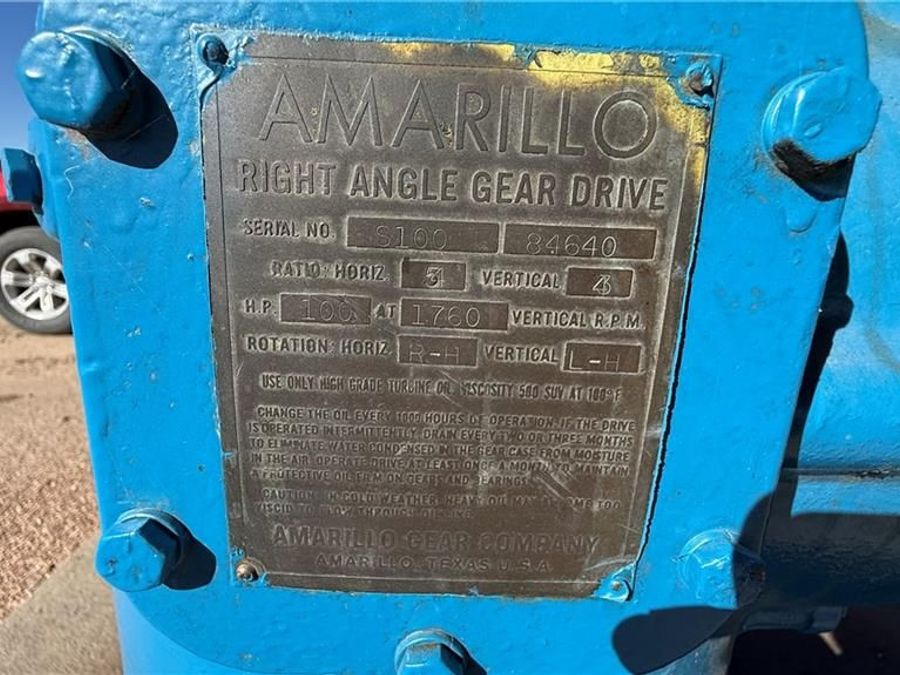 AMARILLO
RIGHT ANGLE GEAR DRIVE
SERIAL NO. S100 84640
RATIO: HORIZ. VERTICAL
H.P. 100 AT 1760 VERTICAL R.P.M.
ROTATION: HORIZ. R-H VERTICAL L-H
USE ONLY HIGH GRADE TURBINE OIL VISCOSITY 500 SUV AT 100°F
CHANGE THE OIL EVERY 1000 HOURS OF OPERATION. IF THE DRIVE
IS OPERATED INTERMITTENTLY, DRAIN EVERY TWO OR THREE MONTHS
TO ELIMINATE WATER CONDENSED IN THE GEAR CASE FROM MOISTURE
IN THE AIR. OPERATE DRIVE AT LEAST ONCE A MONTH TO MAINTAIN
A PROTECTIVE OIL FILM ON GEARS AND BEARINGS.
CAUTION: IN COLD WEATHER, HEAVY OIL MAY BECOME TOO
VISCID TO FLOW THROUGH
AMARILLO GEAR COMPANY
AMARILLO, TEXAS U.S.A.